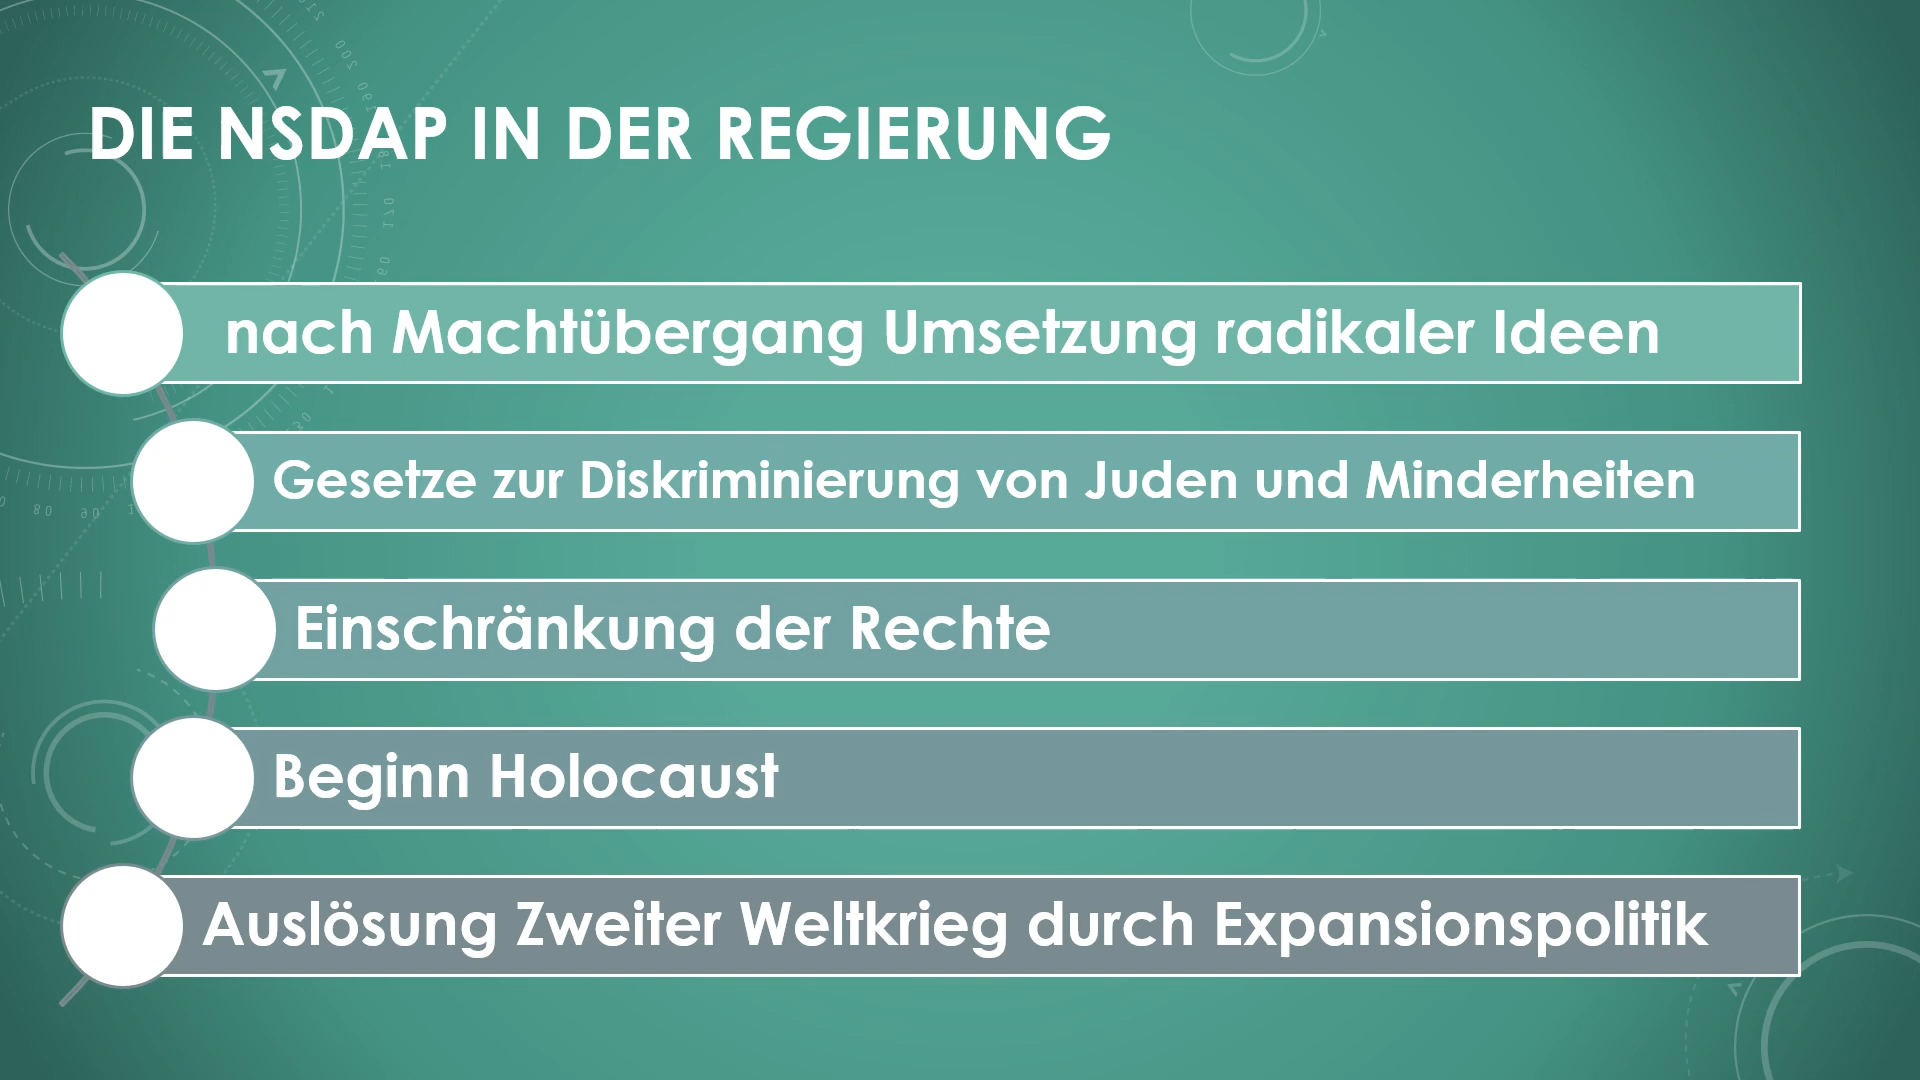 DIE NSDAP IN DER REGIERUNG
nach Machtübergang Umsetzung radikaler Ideen
Gesetze zur Diskriminierung von Juden und Minderheiten
Einschränkung der Rechte
Beginn Holocaust
Auslösung Zweiter Weltkrieg durch Expansionspolitik